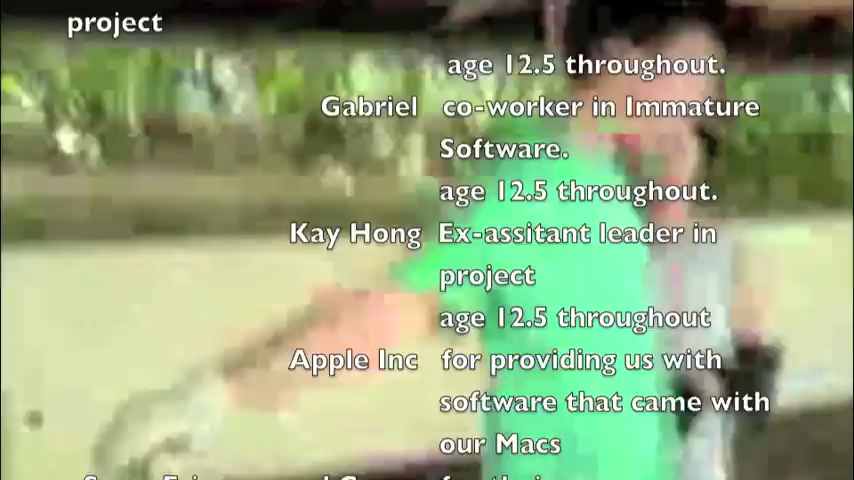 project
age 12.5 throughout.
Gabriel co-worker in Immature
Software.
age 12.5 throughout.
Kay Hong Ex-assitant leader in
project
age 12.5 throughout
Apple Inc for providing us with
software that came with
our Macs